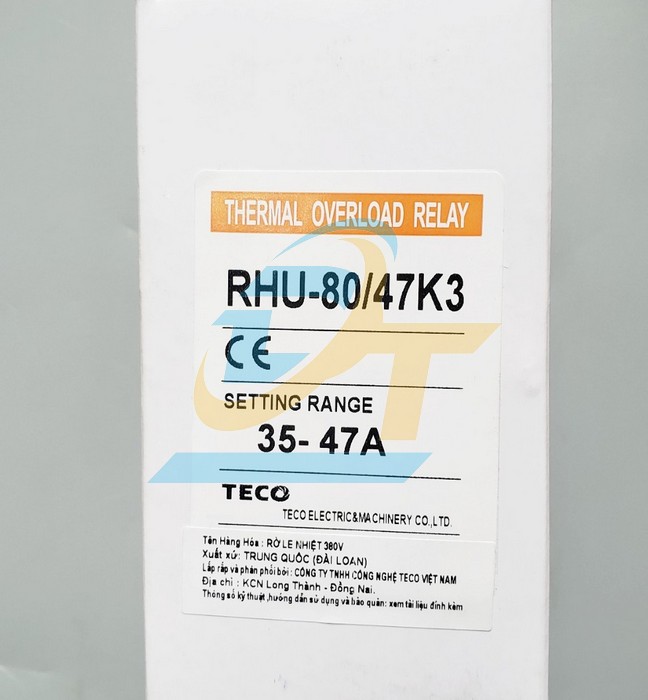 THERMAL OVERLOAD RELAY
RHU-80/47K3
CE
SETTING RANGE
35- 47A
TECO
TECO ELECTRIC&MACHINERY CO.,LTD.
Tên Hàng Hóa : RỜ LE NHIỆT 380V
Xuất xứ: TRUNG QUỐC (ĐÀI LOAN)
Lắp ráp và phân phối bởi : CÔNG TY TNHH CÔNG NGHỆ TECO VIỆT NAM
Địa chỉ : KCN Long Thành - Đồng Nai.
Thông số kỹ thuật ,hướng dẫn sử dụng và bảo quản: xem tài liệu đính kèm